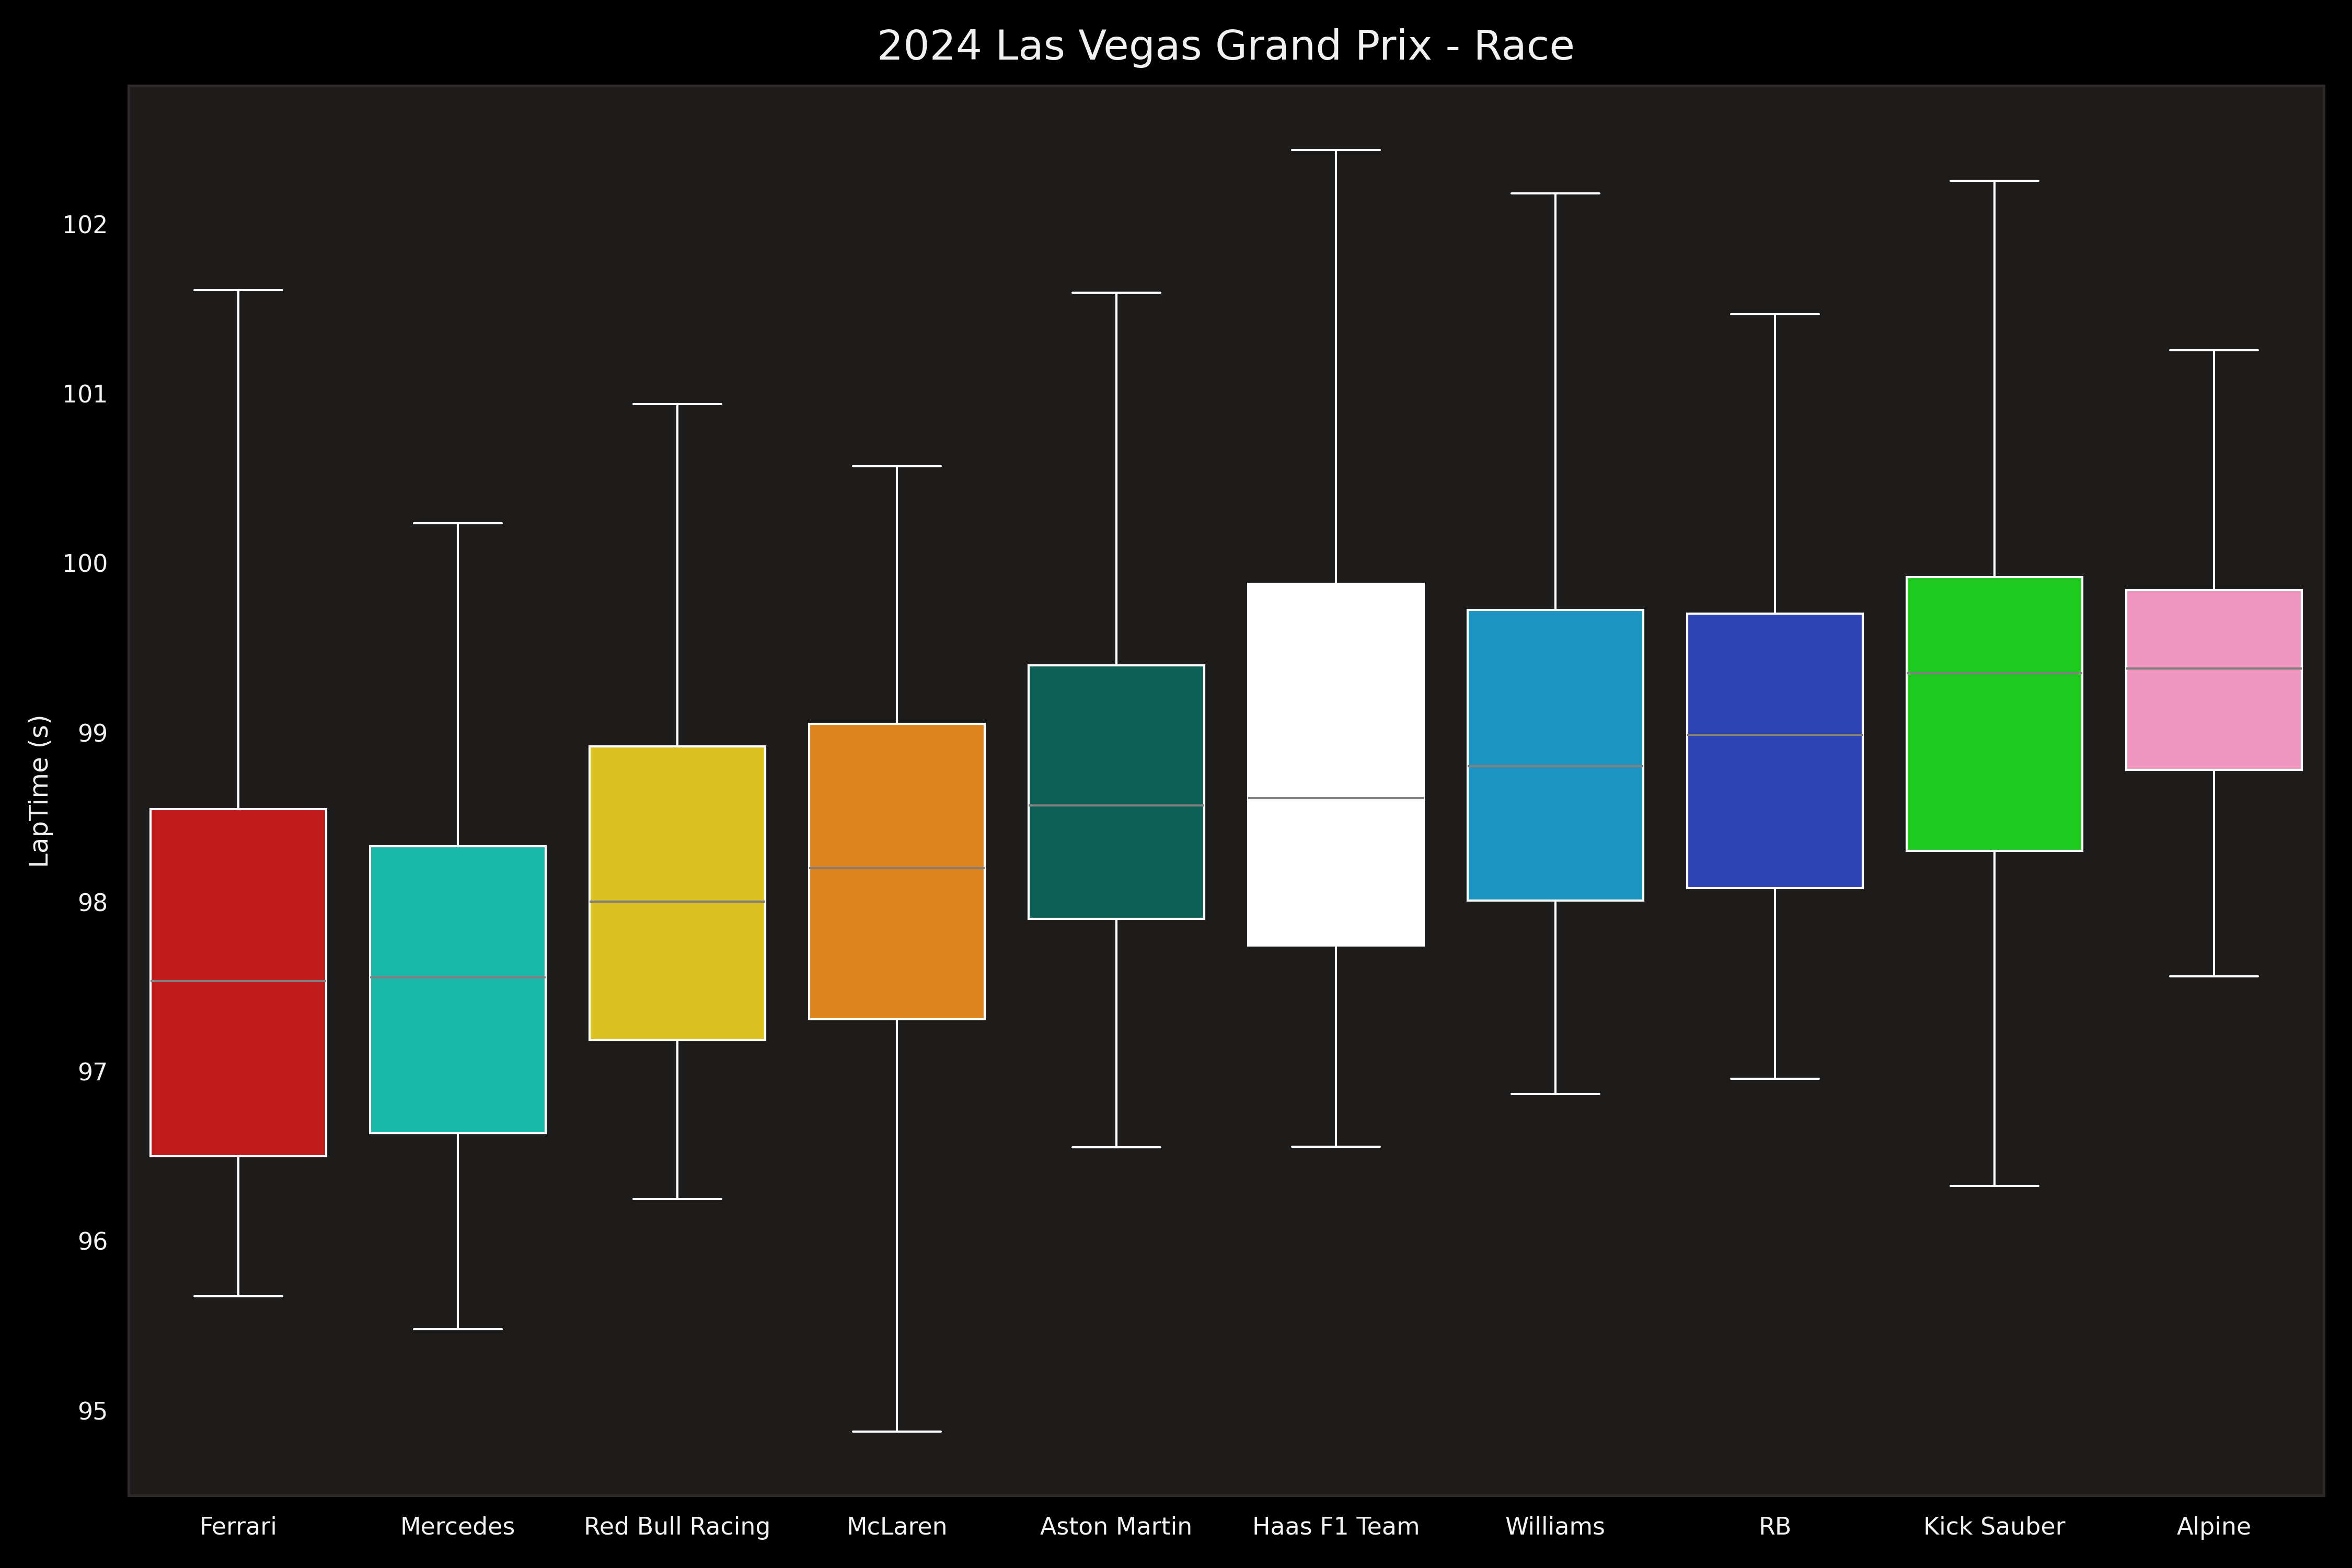 2024 Las Vegas Grand Prix - Race
LapTime (s)
102
101
100
99
98
97
96
95
Ferrari
Mercedes
Red Bull Racing
McLaren
Aston Martin
Haas F1 Team
Williams
RB
Kick Sauber
Alpine